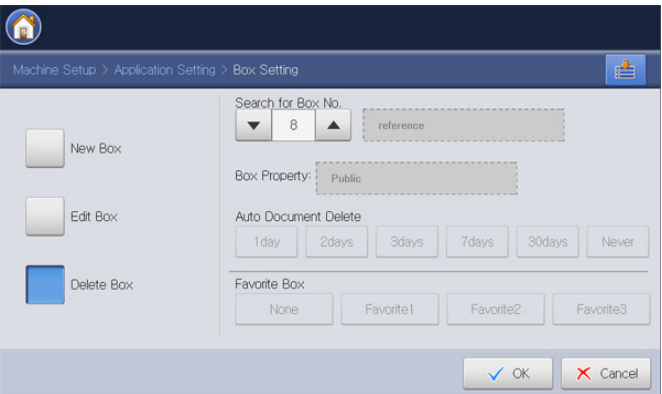 Machine Setup > Application Setting > Box Setting
New Box
Edit Box
Delete Box
Search for Box No.
8
reference
Box Property: Public
Auto Document Delete
1day 2days 3days 7days 30days Never
Favorite Box
None Favorite1 Favorite2 Favorite3
OK Cancel